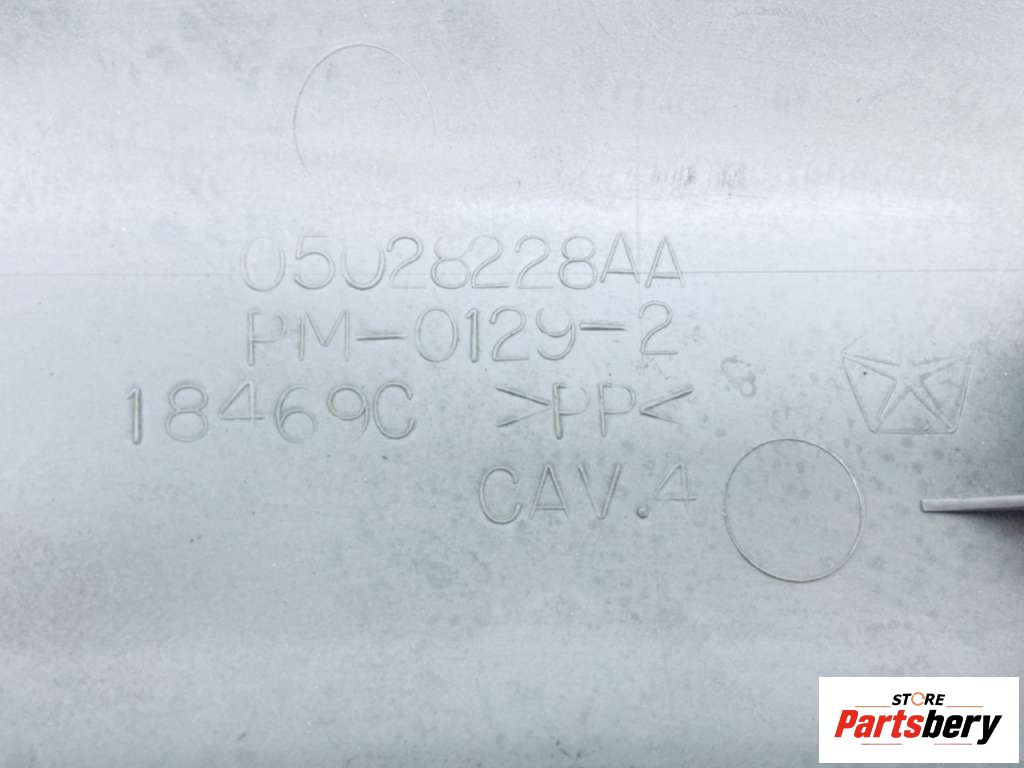 05028228AA
PM-0129-2
18469C >PP<
CAV.4
STORE
Partsbery